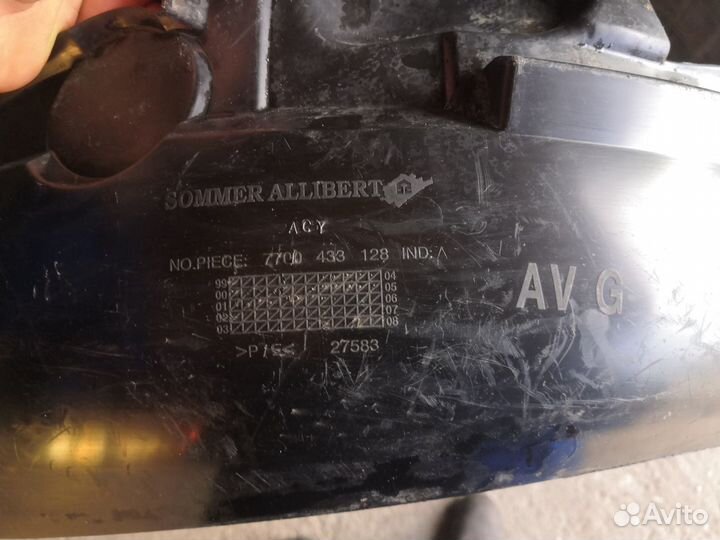 SOMMER ALLIBERT
ACY
NO.PIECE: 7700 433 128 IND: A
99 04
00 05
01 06
02 07
03 08
>P/E< 27583
AV G
Avito